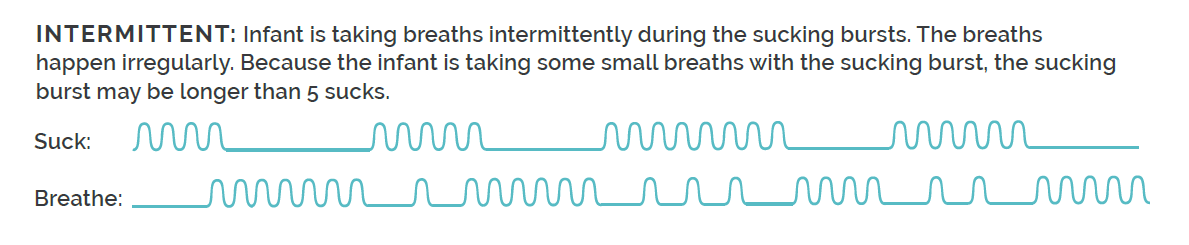 INTERMITTENT: Infant is taking breaths intermittently during the sucking bursts. The breaths
happen irregularly. Because the infant is taking some small breaths with the sucking burst, the sucking
burst may be longer than 5 sucks.
Suck:
Breathe: